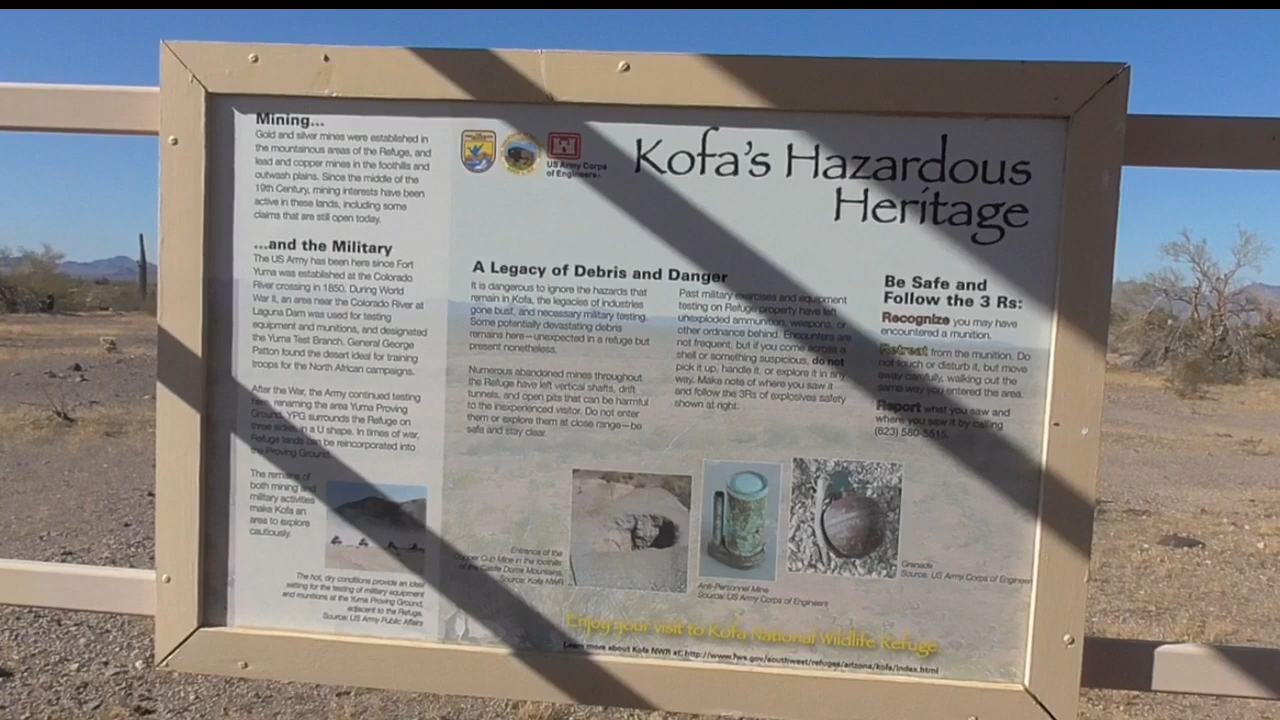 Mining...
Gold and silver mines were established in
the mountainous areas of the Refuge, and
lead and copper mines in the foothills and
outwash plains. Since the middle of the
19th Century, mining interests have been
active in these lands, including some
claims that are still open today.
...and the Military
The US Army has been here since Fort
Yuma was established at the Colorado
River crossing in 1850. During World
War II, an area near the Colorado River at
Laguna Dam was used for testing
equipment and munitions, and designated
the Yuma Test Branch. General George
Patton found the desert ideal for training
troops for the North African campaigns.
After the War, the Army continued testing
here, renaming the area Yuma Proving
Ground. YPG surrounds the Refuge on
three sides, in a U shape. In times of war,
Refuge lands can be reincorporated into
the Proving Ground.
The remains of
both mining and
military activities
make Kofa an
area to explore
cautiously.
The hot, dry conditions provide an ideal
setting for the testing of military equipment
and munitions at the Yuma Proving Ground,
adjacent to the Refuge.
Source: US Army Public Affairs
US Army Corps
of Engineers®
Kofa's Hazardous
Heritage
A Legacy of Debris and Danger
It is dangerous to ignore the hazards that
remain in Kofa, the legacies of industries
gone bust, and necessary military testing.
Some potentially devastating debris
remains here—unexpected in a refuge but
present nonetheless.
Numerous abandoned mines throughout
the Refuge have left vertical shafts, drift
tunnels, and open pits that can be harmful
to the inexperienced visitor. Do not enter
them or explore them at close range—be
safe and stay clear.
Past military exercises and equipment
testing on Refuge property have left
unexploded ammunition, weapons, or
other ordnance behind. Encounters are
not frequent, but if you come across a
shell or something suspicious, do not
pick it up, handle it, or explore it in any
way. Make note of where you saw it
and follow the 3Rs of explosives safety
shown at right.
Be Safe and
Follow the 3 Rs:
Recognize you may have
encountered a munition.
Retreat from the munition. Do
not touch or disturb it, but move
away carefully, walking out the
same way you entered the area.
Report what you saw and
where you saw it by calling
(623) 580-5515.
Entrance of the
Copper Cup Mine in the foothills
of the Castle Dome Mountains.
Source: Kofa NWR
Anti-Personnel Mine
Source: US Army Corps of Engineers
Grenade
Source: US Army Corps of Engineers
Enjoy your visit to Kofa National Wildlife Refuge
Learn more about Kofa NWR at: http://www.fws.gov/southwest/refuges/arizona/kofa/index.html